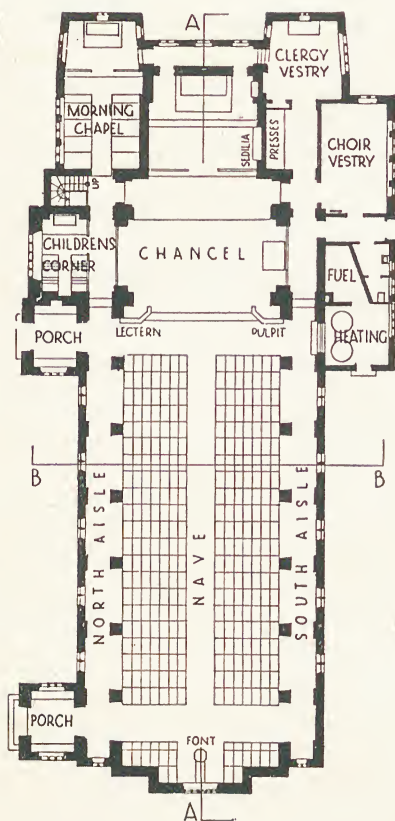 A
CLERGY
VESTRY
MORNING
CHAPEL
SEDILIA
PRESSES
CHOIR
VESTRY
UP
CHILDRENS
CORNER
CHANCEL
FUEL
PORCH
LECTERN
PULPIT
HEATING
B
B
NORTH AISLE
NAVE
SOUTH AISLE
PORCH
FONT
A